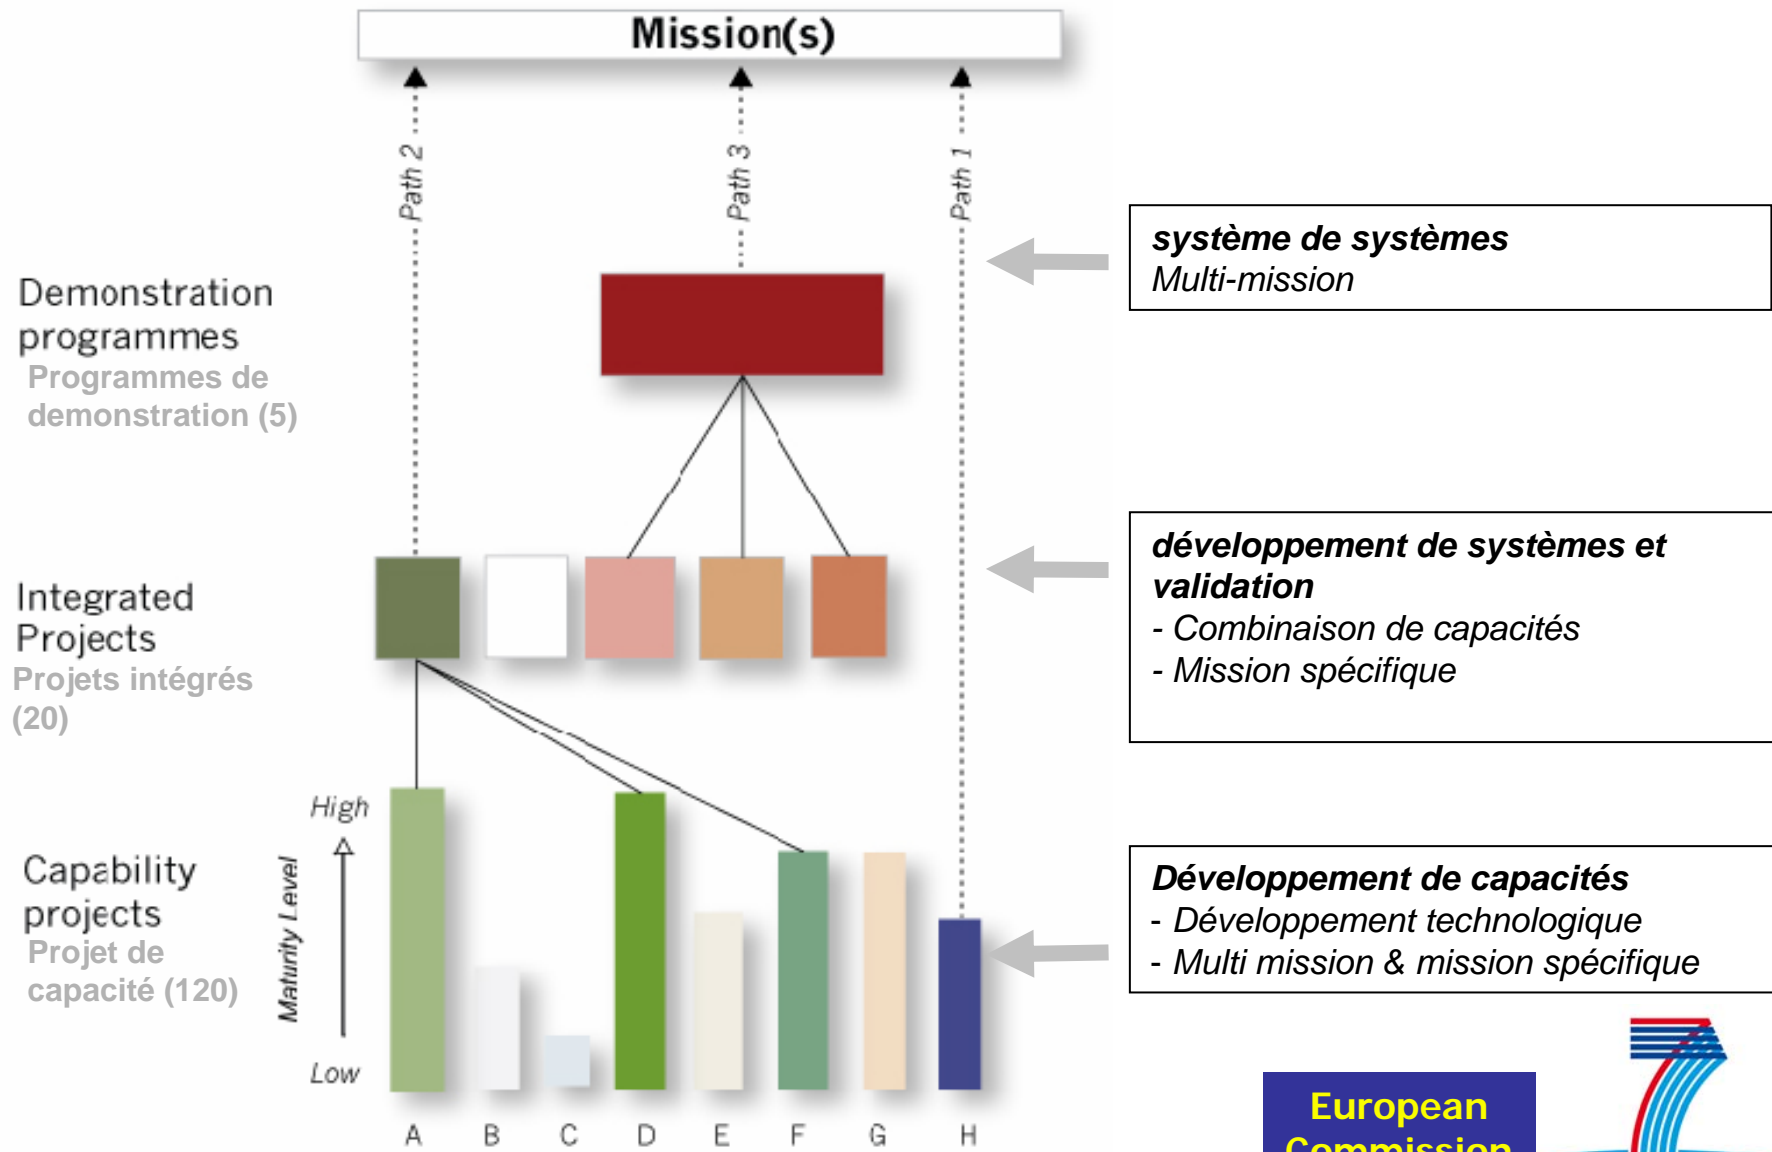 Mission(s)
Path 2
Path 3
Path 1
système de systèmes
Multi-mission
Demonstration
programmes
Programmes de
demonstration (5)
développement de systèmes et
validation
- Combinaison de capacités
- Mission spécifique
Integrated
Projects
Projets intégrés
(20)
High
Maturity Level
Low
Capability
projects
Projet de
capacité (120)
Développement de capacités
- Développement technologique
- Multi mission & mission spécifique
A B C D E F G H
European
Commission